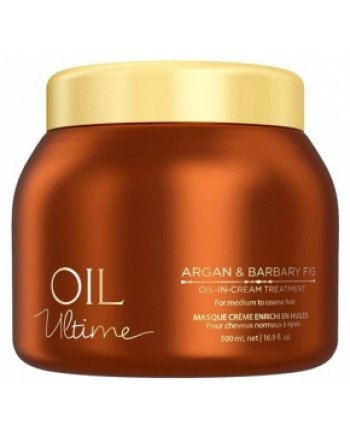 OIL
Ultime
ARGAN & BARBARY FIG
OIL-IN-CREAM TREATMENT
For medium to coarse hair
MASQUE CRÈME ENRICHI EN HUILES
Pour cheveux normaux à épais
500 mL | 16.9 fl. oz.